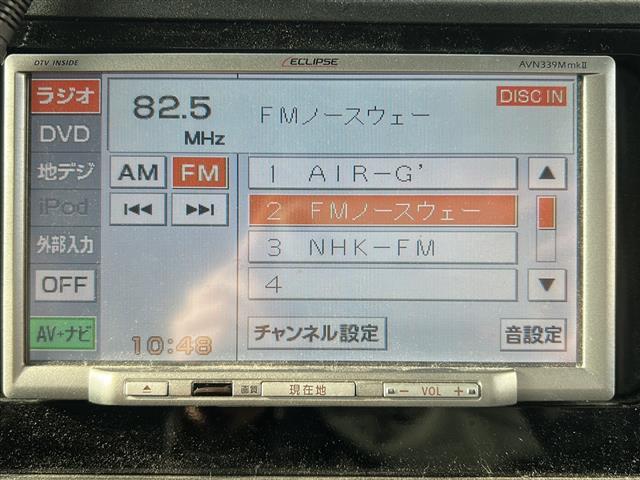 DTV INSIDE
ECLIPSE
AVN339MmkII
ラジオ
82.5
MHz
FMノースウェー
DISC IN
DVD
地デジ
AM
FM
1 AIR-G'
iPod
2 FMノースウェー
外部入力
3 NHK-FM
OFF
4
AV+ナビ
10:48
チャンネル設定
音設定
画質
現在地
− VOL +